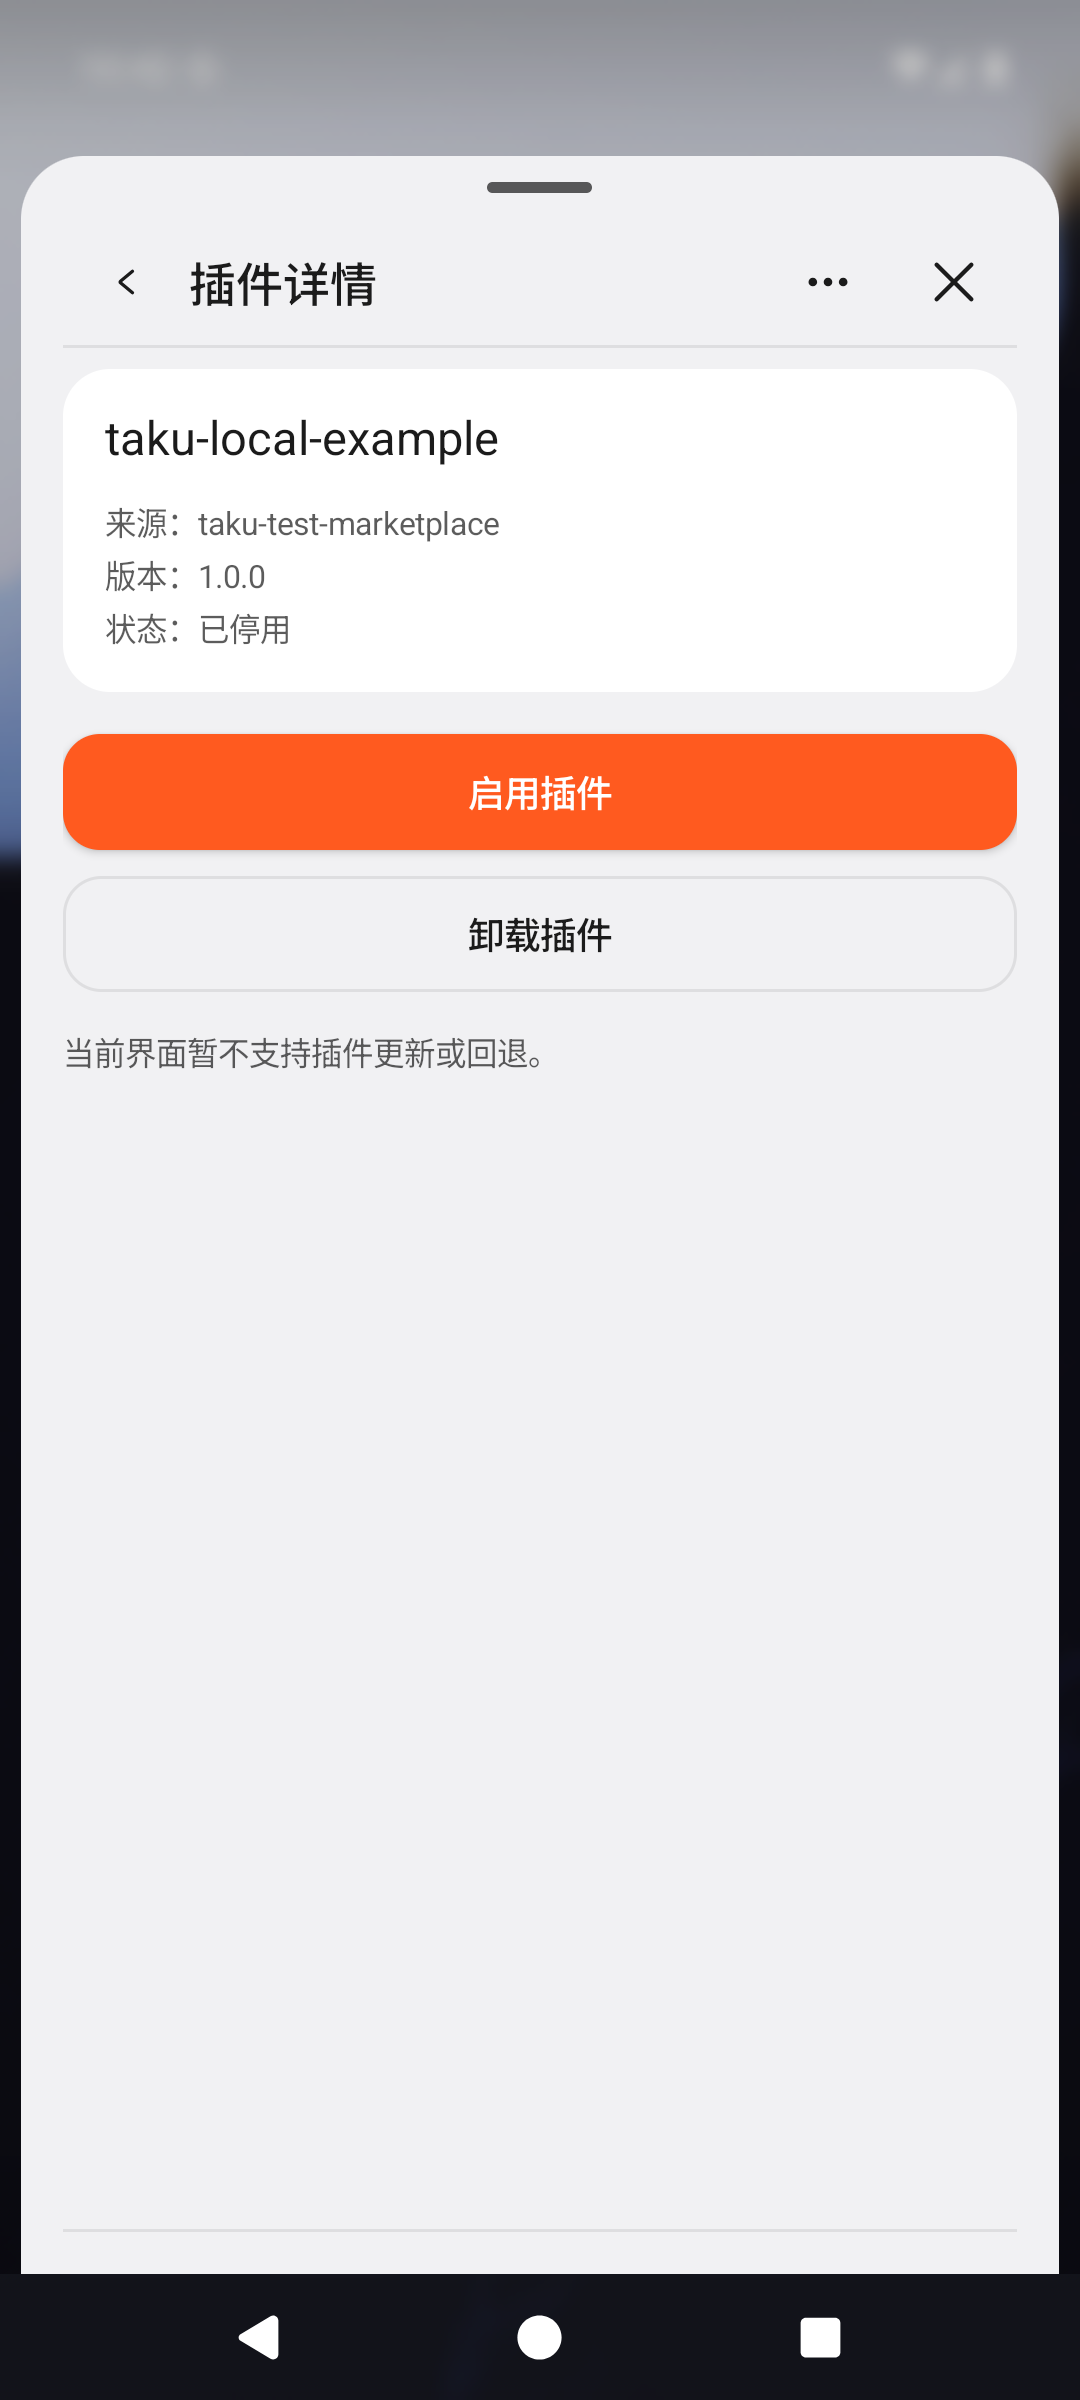 插件详情
taku-local-example
来源：taku-test-marketplace
版本：1.0.0
状态：已停用
启用插件
卸载插件
当前界面暂不支持插件更新或回退。